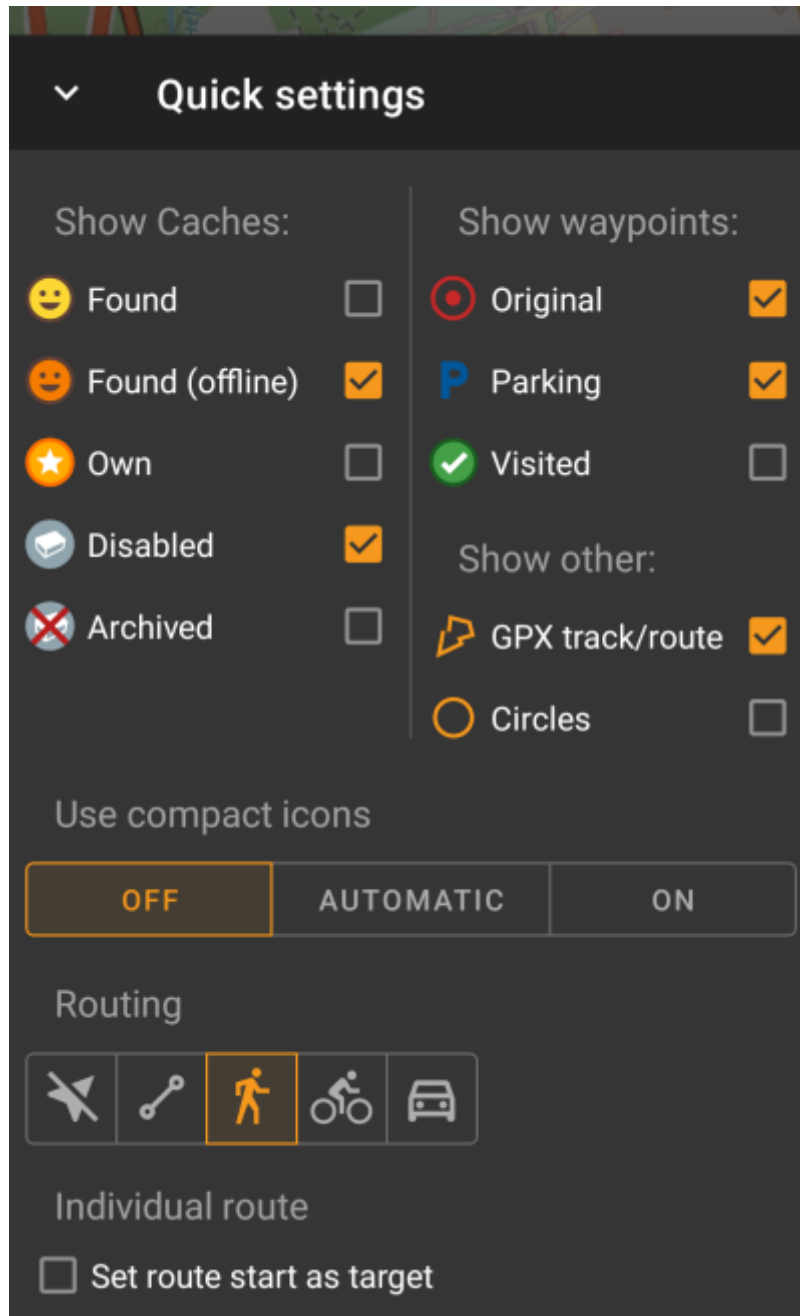 Quick settings
Show Caches:
Found
Found (offline)
Own
Disabled
Archived
Show waypoints:
Original
P Parking
Visited
Show other:
GPX track/route
Circles
Use compact icons
OFF AUTOMATIC ON
Routing
Individual route
Set route start as target